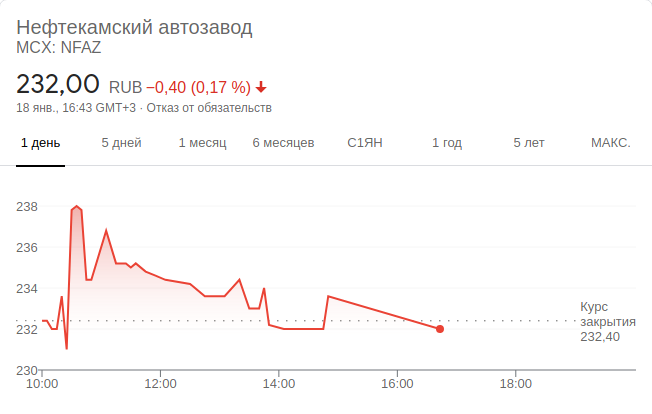 Нефтекамский автозавод
MCX: NFAZ
232,00 RUB −0,40 (0,17 %)
18 янв., 16:43 GMT+3 · Отказ от обязательств
1 день 5 дней 1 месяц 6 месяцев С1ЯН 1 год 5 лет МАКС.
238
236
234
232
230
Курс
закрытия
232,40
10:00 12:00 14:00 16:00 18:00